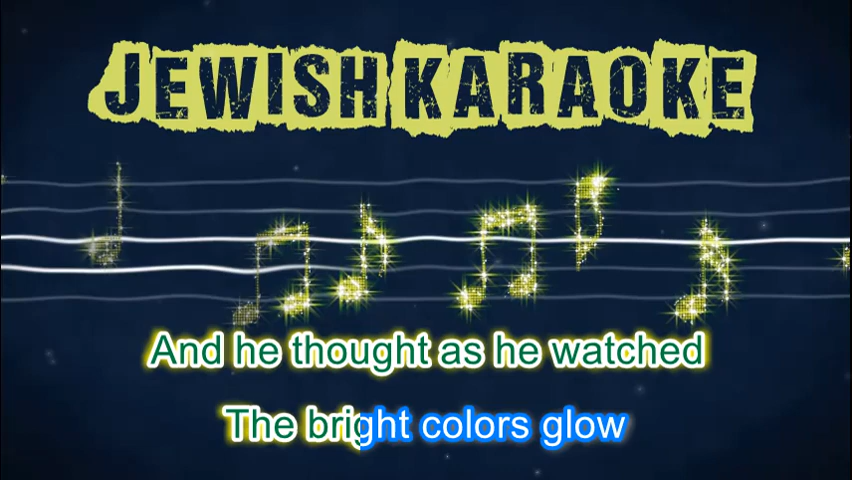 JEWISH KARAOKE
And he thought as he watched
The bright colors glow